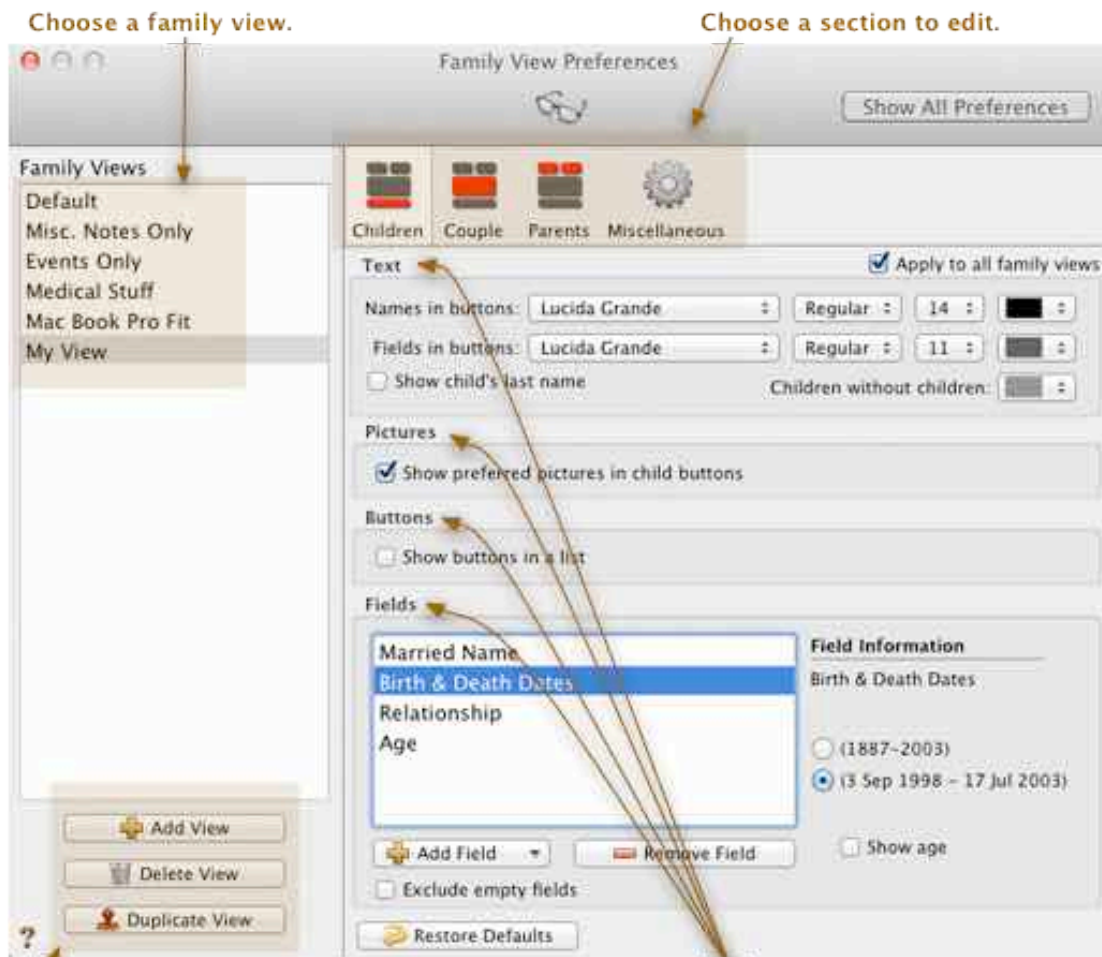 Choose a family view.
Choose a section to edit.
Family View Preferences
Show All Preferences
Family Views
Default
Misc. Notes Only
Events Only
Medical Stuff
Mac Book Pro Fit
My View
Add View
Delete View
Duplicate View
?
Children Couple Parents Miscellaneous
Text
Apply to all family views
Names in buttons: Lucida Grande Regular 14
Fields in buttons: Lucida Grande Regular 11
Show child's last name
Children without children:
Pictures
Show preferred pictures in child buttons
Buttons
Show buttons in a list
Fields
Married Name
Birth & Death Dates
Relationship
Age
Field Information
Birth & Death Dates
(1887-2003)
(3 Sep 1998 - 17 Jul 2003)
Show age
Add Field
Remove Field
Exclude empty fields
Restore Defaults